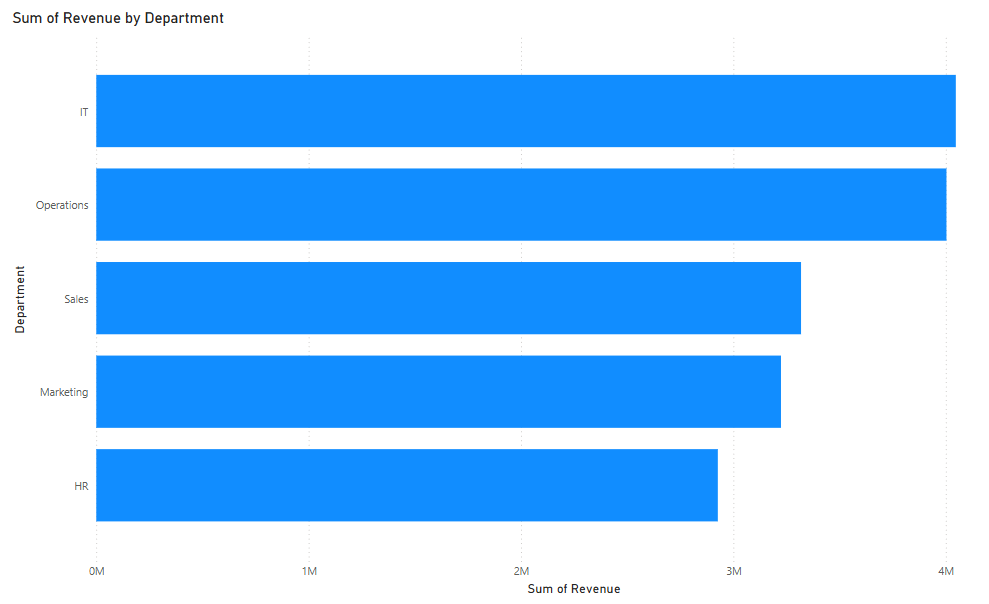 Sum of Revenue by Department
Department
IT
Operations
Sales
Marketing
HR
0M 1M 2M 3M 4M
Sum of Revenue